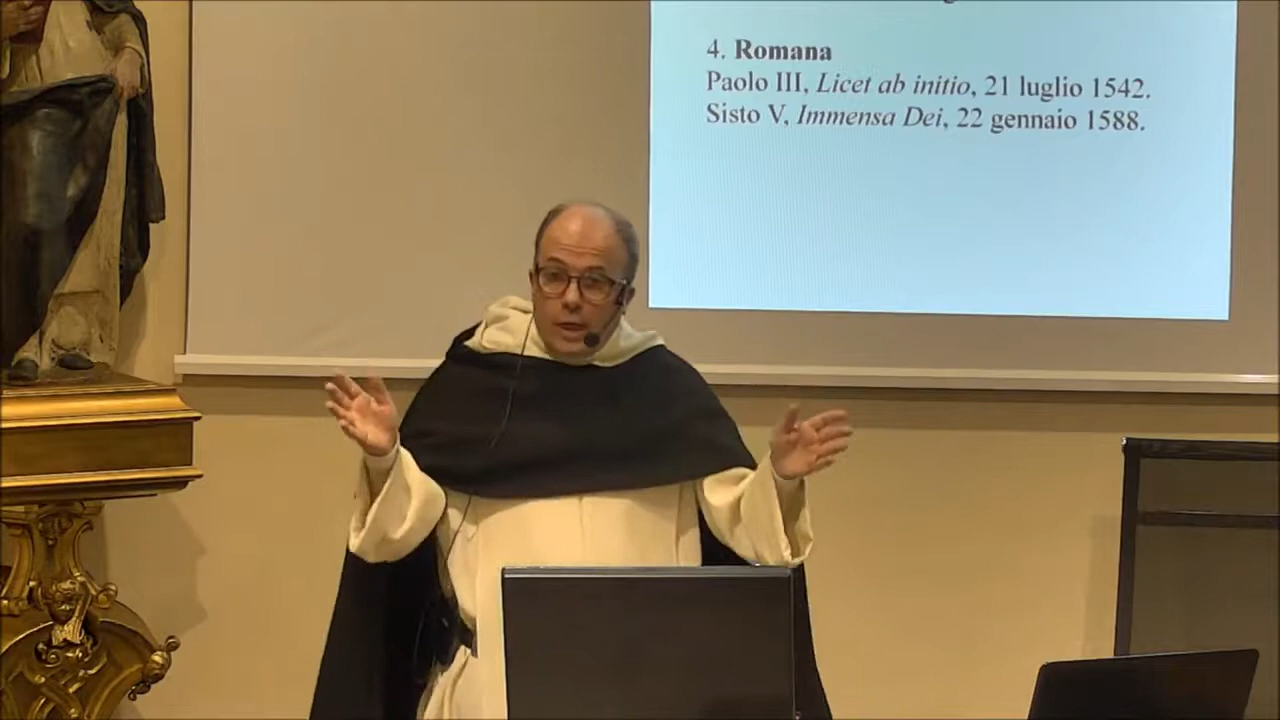 4. Romana
Paolo III, Licet ab initio, 21 luglio 1542.
Sisto V, Immensa Dei, 22 gennaio 1588.